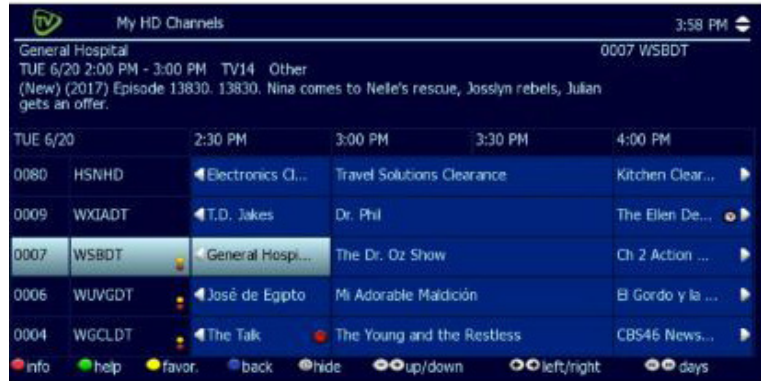 TV My HD Channels 3:58 PM
General Hospital 0007 WSBDT
TUE 6/20 2:00 PM - 3:00 PM TV14 Other
(New) (2017) Episode 13830. 13830. Nina comes to Nelle's rescue, Josslyn rebels, Julian
gets an offer.
TUE 6/20 2:30 PM 3:00 PM 3:30 PM 4:00 PM
0080 HSNHD Electronics Cl... Travel Solutions Clearance Kitchen Clear...
0009 WXIADT T.D. Jakes Dr. Phil The Ellen De...
0007 WSBDT General Hospi... The Dr. Oz Show Ch 2 Action ...
0006 WUVGDT José de Egipto Mi Adorable Maldición El Gordo y la ...
0004 WGCLDT The Talk The Young and the Restless CBS46 News...
info help favor. back hide up/down left/right days